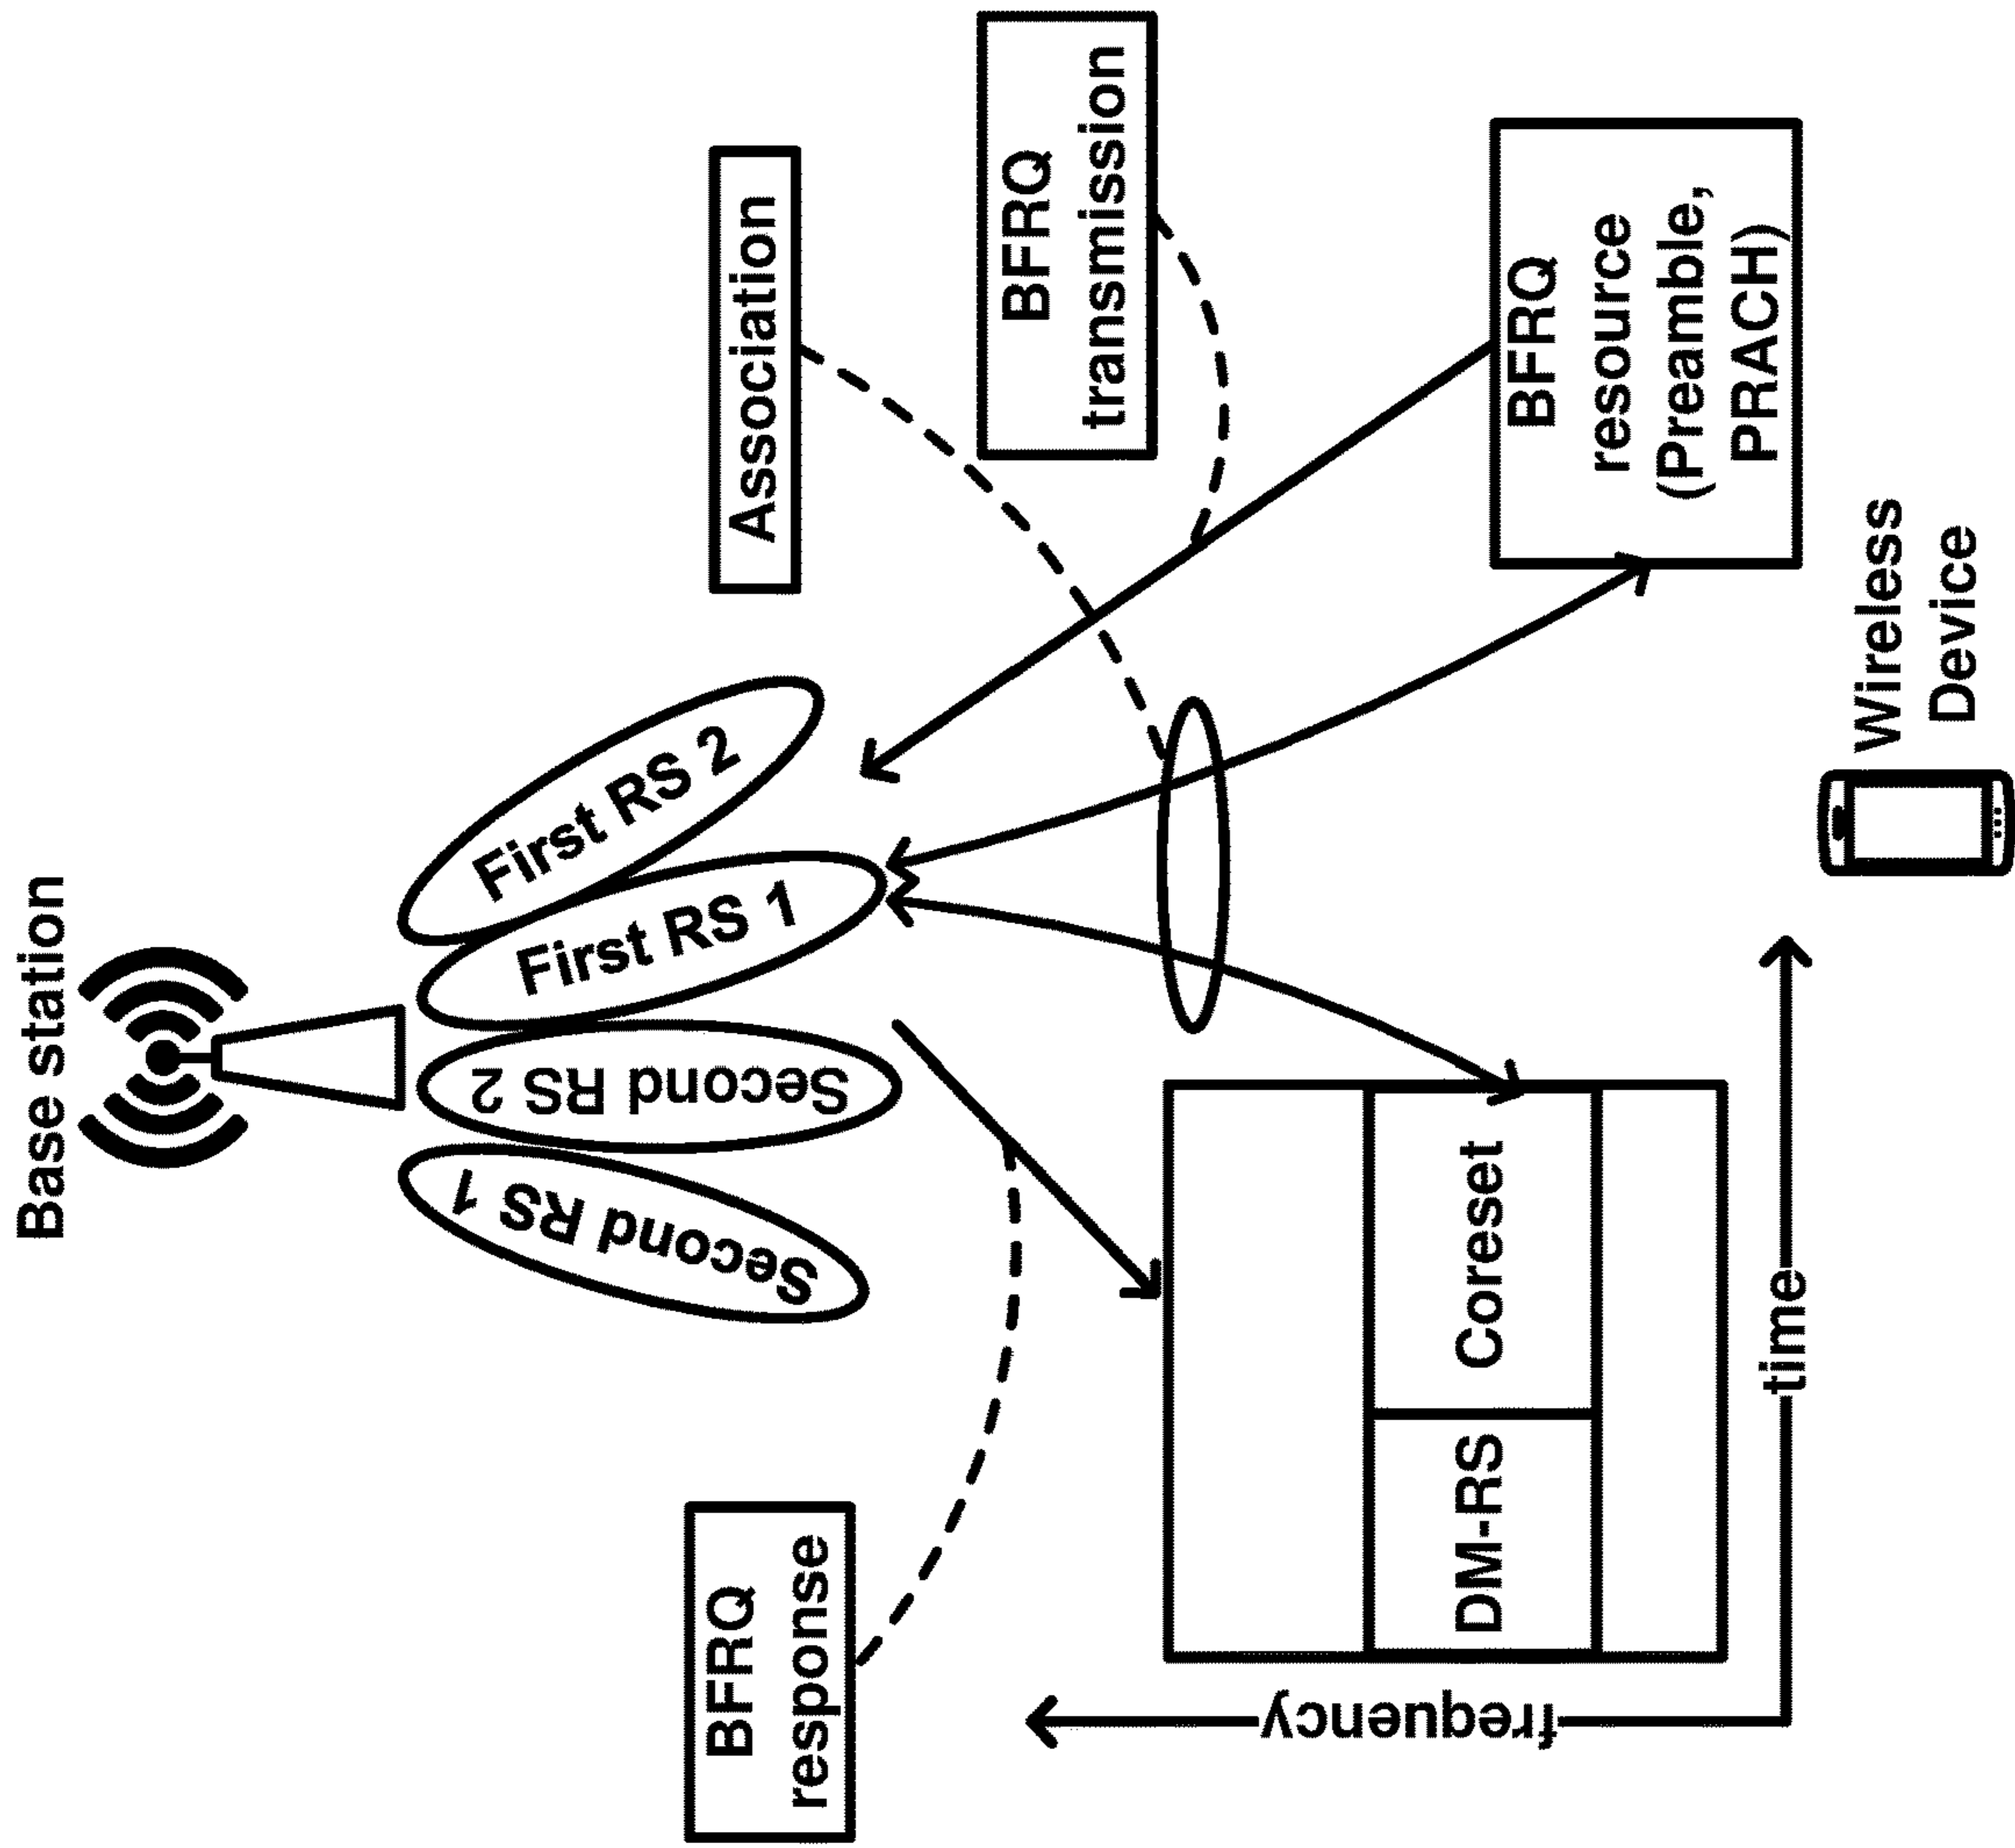 Base station
Second RS 1
Second RS 2
First RS 1
First RS 2
BFRQ
response
Association
BFRQ
transmission
BFRQ
resource
(Preamble,
PRACH)
DM-RS
Coreset
frequency
time
Wireless
Device